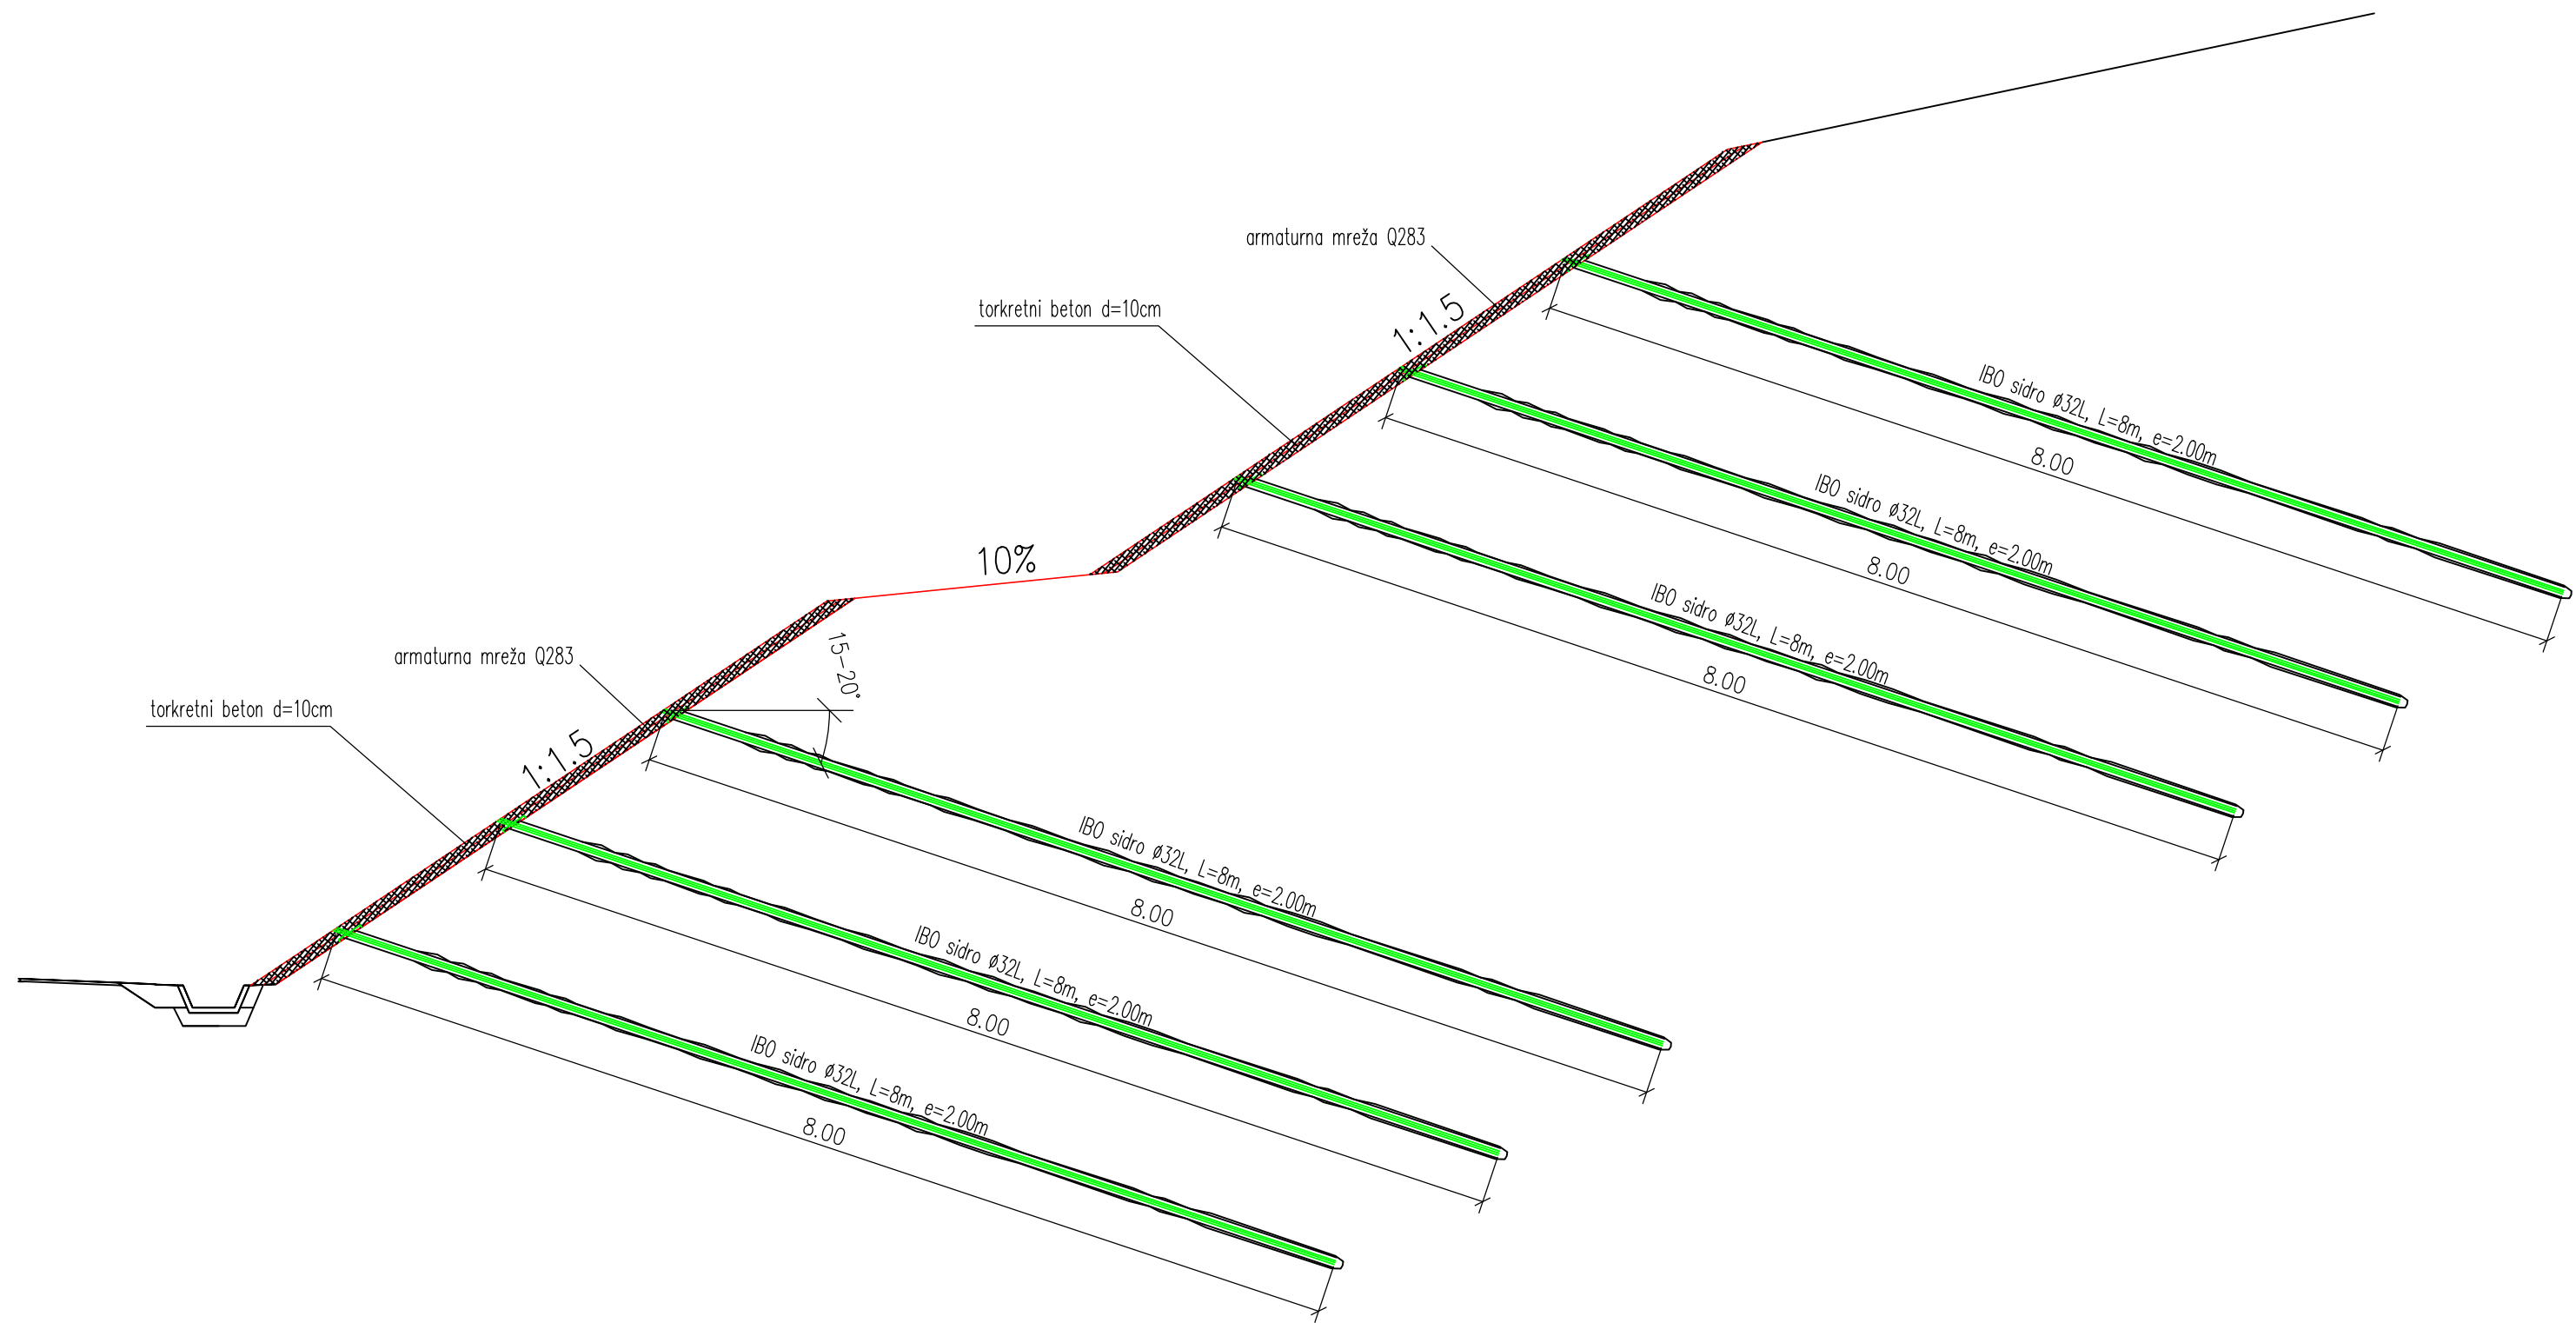 armaturna mreža Q283
torkretni beton d=10cm
1:1.5
IBO sidro ø32L, L=8m, e=2.00m
8.00
IBO sidro ø32L, L=8m, e=2.00m
8.00
IBO sidro ø32L, L=8m, e=2.00m
8.00
10%
15-20°
armaturna mreža Q283
torkretni beton d=10cm
1:1.5
IBO sidro ø32L, L=8m, e=2.00m
8.00
IBO sidro ø32L, L=8m, e=2.00m
8.00
IBO sidro ø32L, L=8m, e=2.00m
8.00